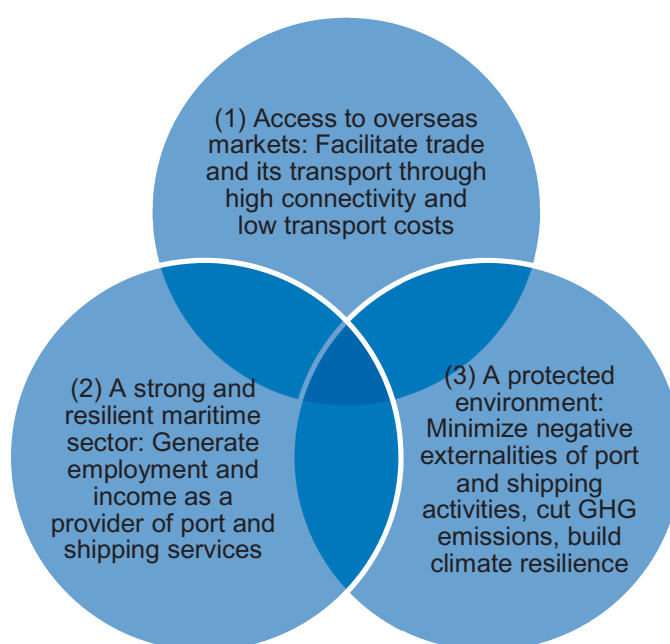 (1) Access to overseas
markets: Facilitate trade
and its transport through
high connectivity and
low transport costs
(2) A strong and
resilient maritime
sector: Generate
employment and
income as a
provider of port and
shipping services
(3) A protected
environment:
Minimize negative
externalities of port
and shipping
activities, cut GHG
emissions, build
climate resilience